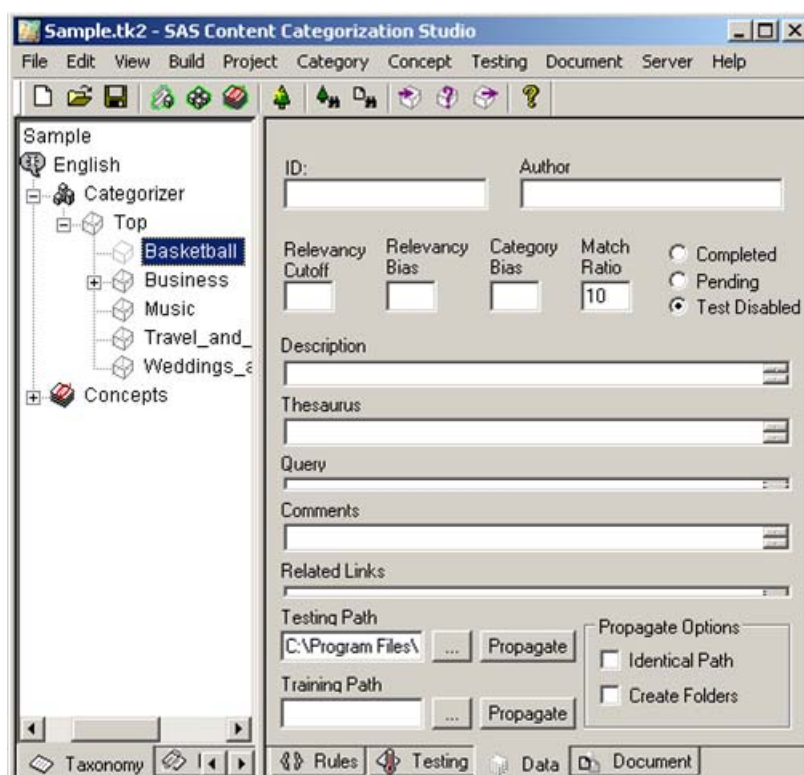 Sample.tk2 - SAS Content Categorization Studio
File Edit View Build Project Category Concept Testing Document Server Help
Sample
English
Categorizer
Top
Basketball
Business
Music
Travel_and_
Weddings_a
Concepts
Taxonomy
ID:
Author
Relevancy Cutoff
Relevancy Bias
Category Bias
Match Ratio
10
Completed
Pending
Test Disabled
Description
Thesaurus
Query
Comments
Related Links
Testing Path
C:\Program Files\ ... Propagate
Training Path
... Propagate
Propagate Options
Identical Path
Create Folders
Rules Testing Data Document